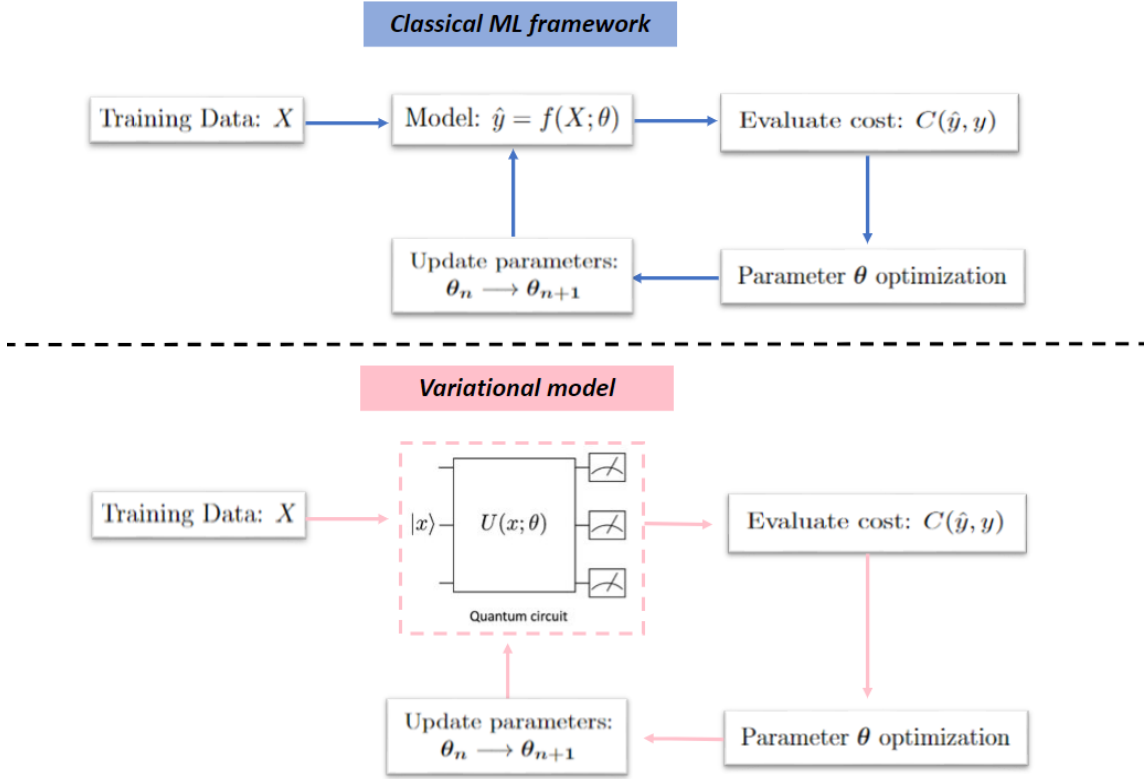 Classical ML framework
Training Data: X
Model: ŷ = f(X; θ)
Evaluate cost: C(ŷ, y)
Update parameters:
θₙ ⟶ θₙ₊₁
Parameter θ optimization
Variational model
Training Data: X
|x⟩
U(x; θ)
Quantum circuit
Evaluate cost: C(ŷ, y)
Update parameters:
θₙ ⟶ θₙ₊₁
Parameter θ optimization